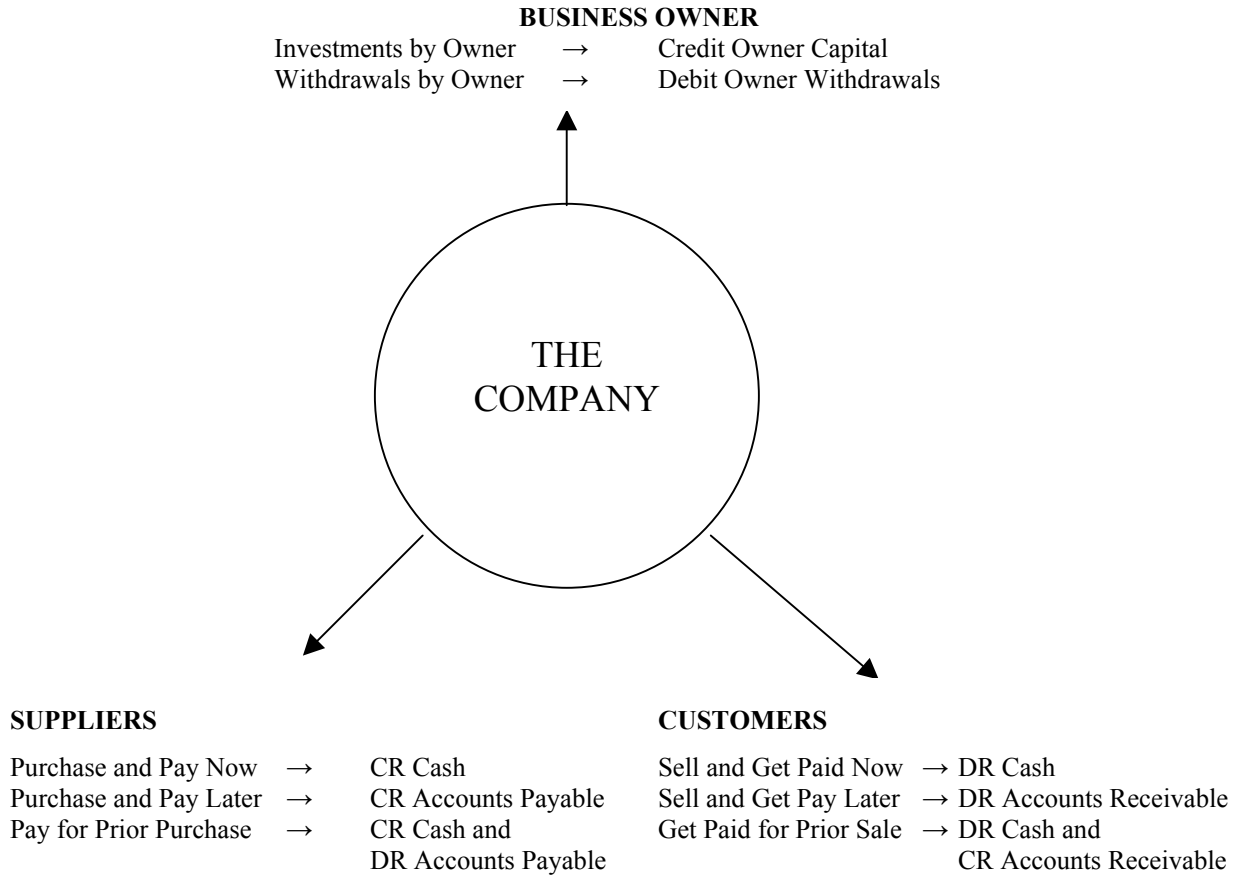 BUSINESS OWNER
Investments by Owner → Credit Owner Capital
Withdrawals by Owner → Debit Owner Withdrawals
THE
COMPANY
SUPPLIERS
Purchase and Pay Now → CR Cash
Purchase and Pay Later → CR Accounts Payable
Pay for Prior Purchase → CR Cash and
DR Accounts Payable
CUSTOMERS
Sell and Get Paid Now → DR Cash
Sell and Get Pay Later → DR Accounts Receivable
Get Paid for Prior Sale → DR Cash and
CR Accounts Receivable